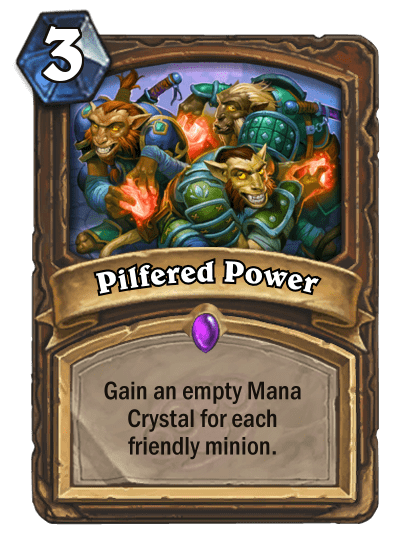 3
Pilfered Power
Gain an empty Mana
Crystal for each
friendly minion.